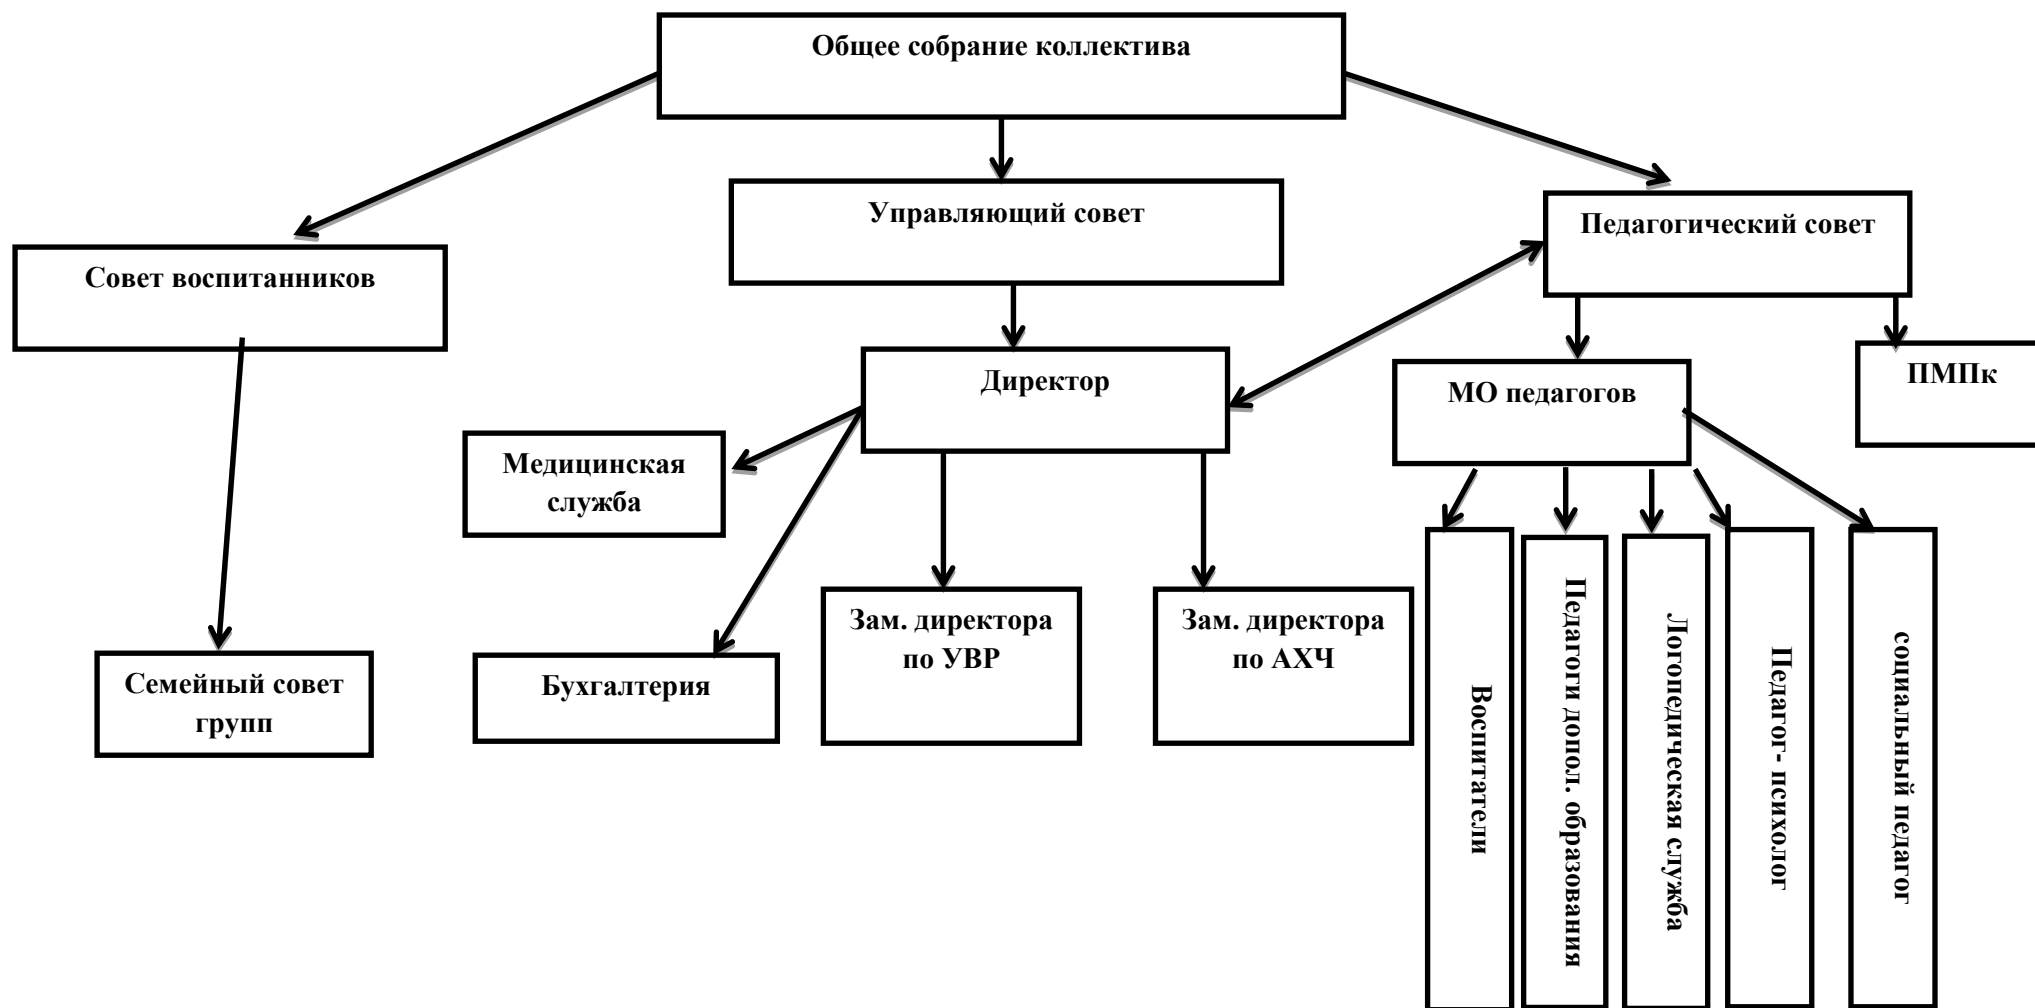 Общее собрание коллектива
Управляющий совет
Педагогический совет
Совет воспитанников
Директор
МО педагогов
ПМПк
Медицинская
служба
Зам. директора
по УВР
Зам. директора
по АХЧ
Семейный совет
групп
Бухгалтерия
Воспитатели
Педагоги допол. образования
Логопедическая служба
Педагог- психолог
социальный педагог